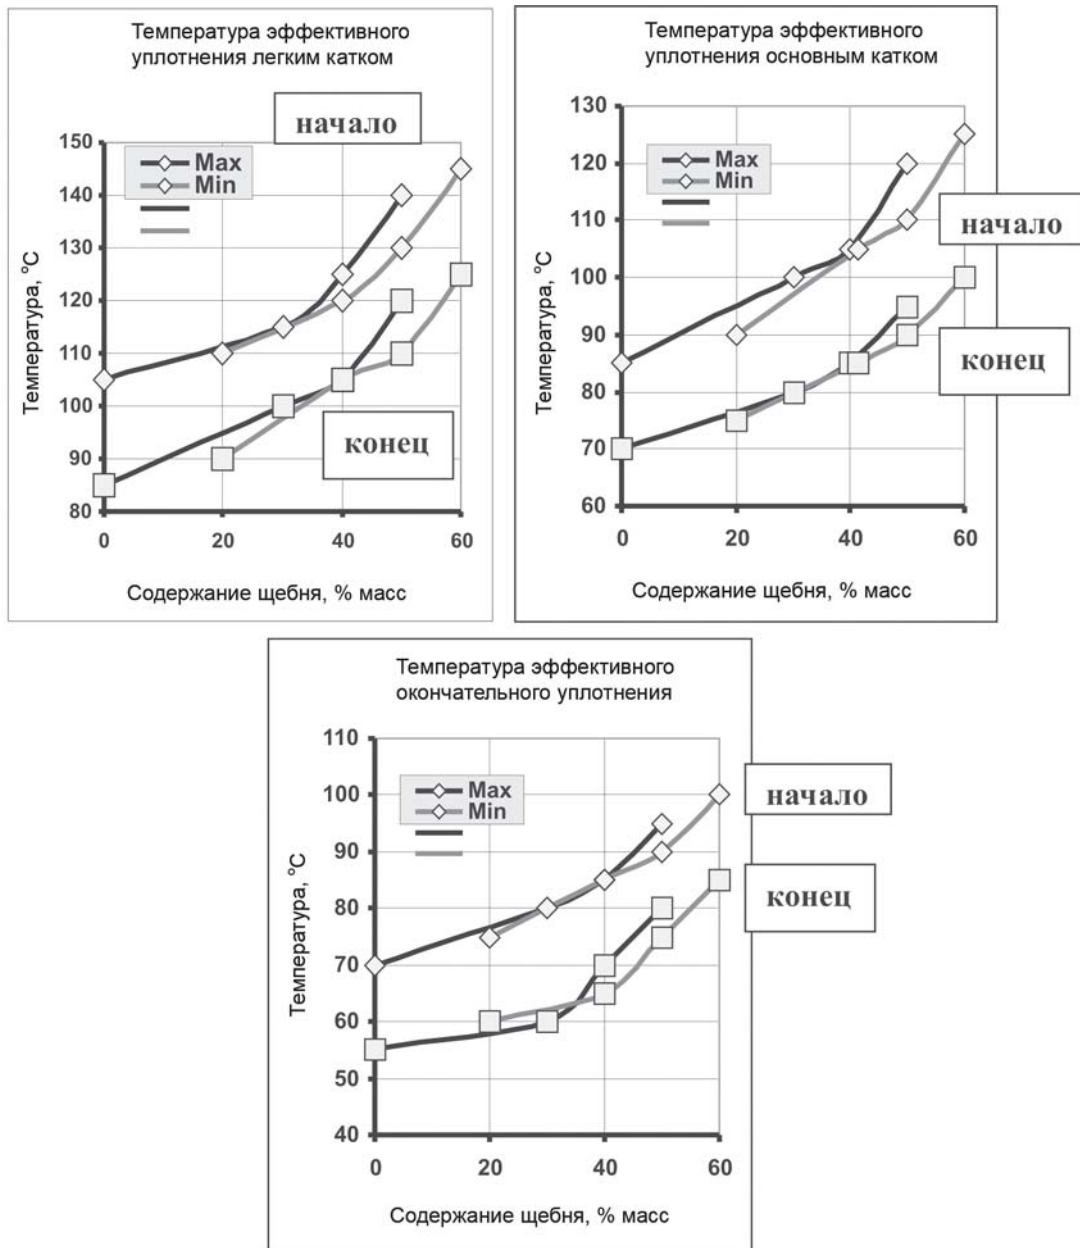 Температура эффективного
уплотнения легким катком
начало
Max
Min
150
140
130
120
110
100
90
80
Температура, °C
конец
0
20
40
60
Содержание щебня, % масс
Температура эффективного
уплотнения основным катком
130
120
110
100
90
80
70
60
Max
Min
начало
конец
Температура, °C
0
20
40
60
Содержание щебня, % масс
Температура эффективного
окончательного уплотнения
110
100
90
80
70
60
50
40
Max
Min
начало
конец
Температура, °C
0
20
40
60
Содержание щебня, % масс